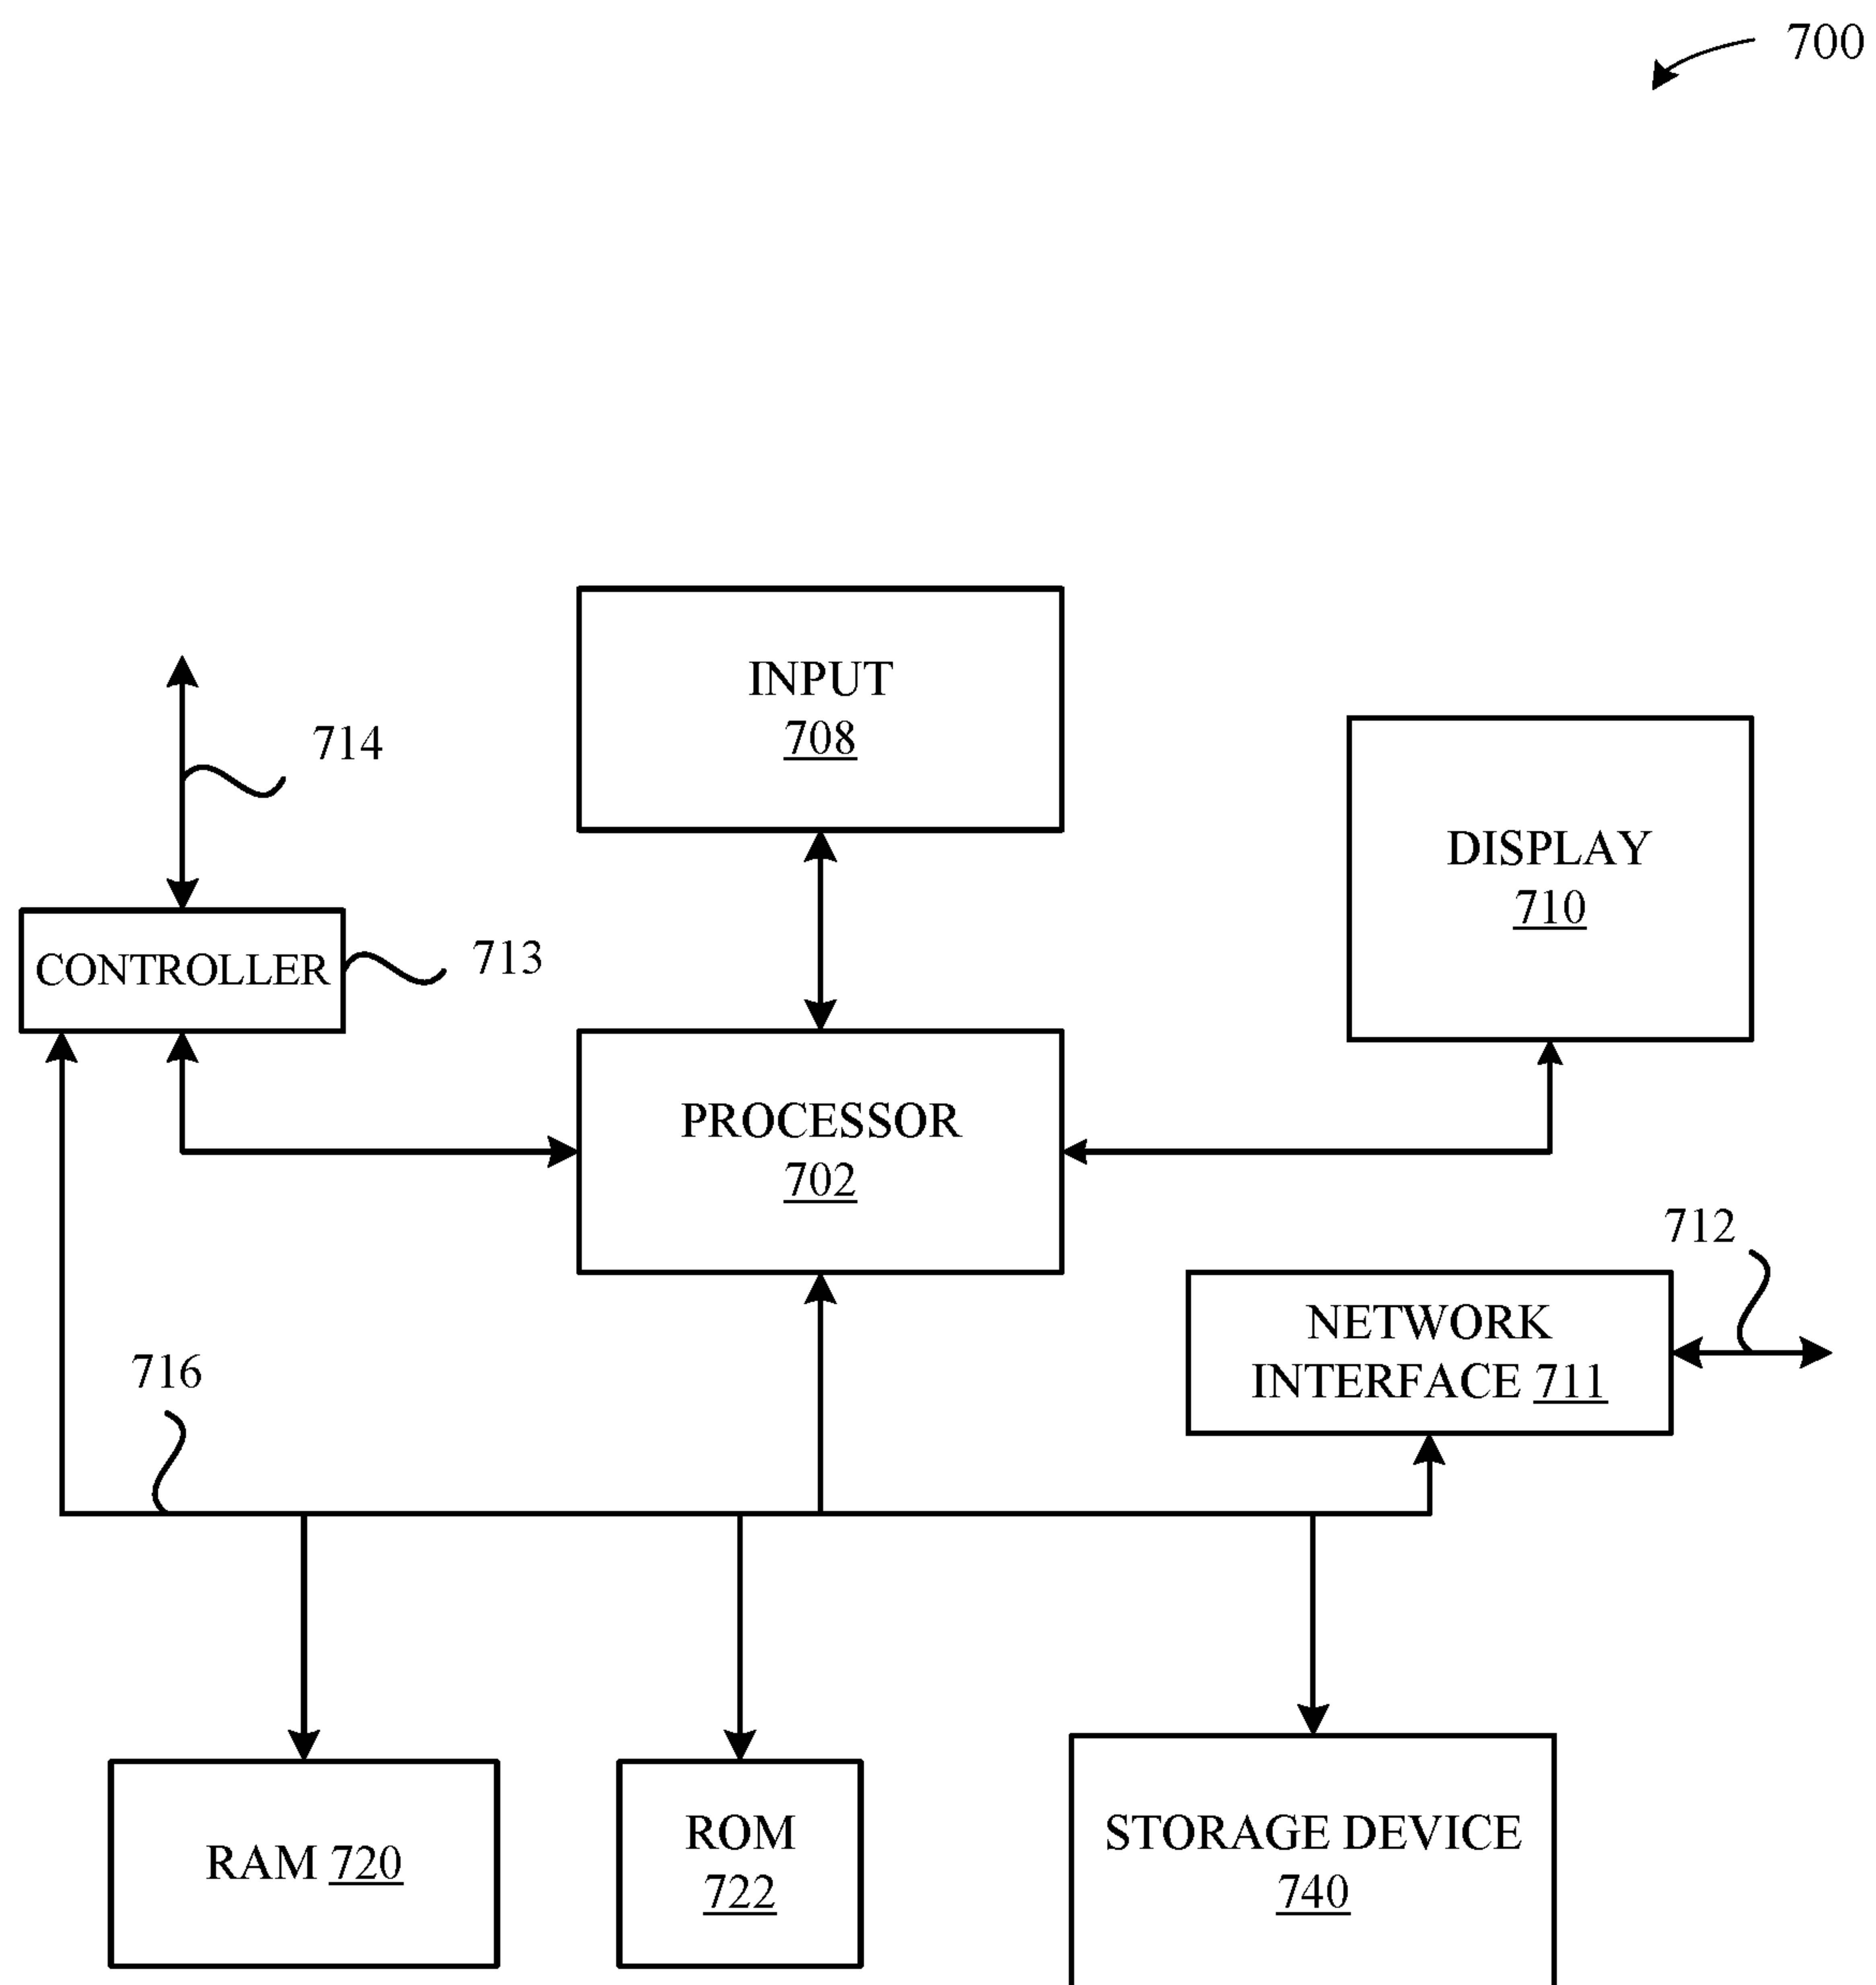 700
INPUT
708
714
DISPLAY
710
CONTROLLER
713
PROCESSOR
702
712
NETWORK
INTERFACE 711
716
RAM 720
ROM
722
STORAGE DEVICE
740